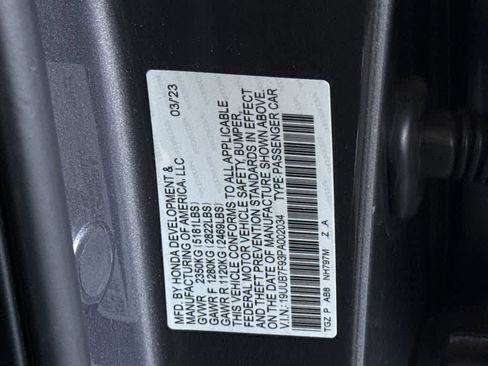 MFD. BY HONDA DEVELOPMENT &
MANUFACTURING OF AMERICA, LLC 03/23
GVWR 2350KG (5181LBS)
GAWR F 1280KG (2822LBS)
GAWR R 1120KG (2469LBS)
THIS VEHICLE CONFORMS TO ALL APPLICABLE
FEDERAL MOTOR VEHICLE SAFETY, BUMPER,
AND THEFT PREVENTION STANDARDS IN EFFECT
ON THE DATE OF MANUFACTURE SHOWN ABOVE.
V.I.N.: 19UUB7F93PA002034 TYPE:PASSENGER CAR
TGZ P AB8 NH797M Z_A